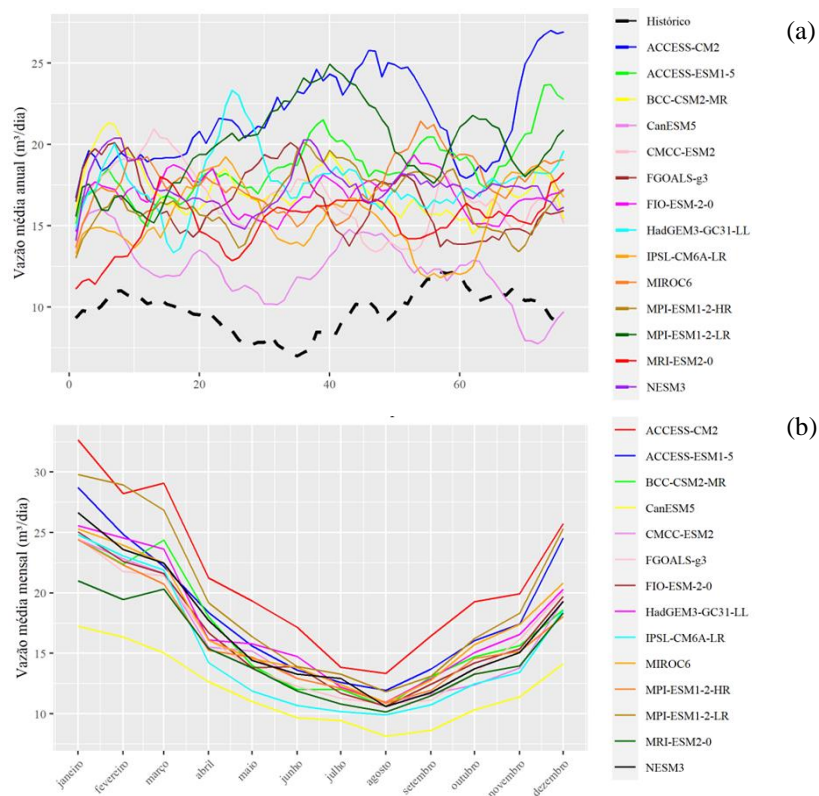 (a)
Vazão média anual (m³/dia)
25
20
15
10
0
20
40
60
Histórico
ACCESS-CM2
ACCESS-ESM1-5
BCC-CSM2-MR
CanESM5
CMCC-ESM2
FGOALS-g3
FIO-ESM-2-0
HadGEM3-GC31-LL
IPSL-CM6A-LR
MIROC6
MPI-ESM1-2-HR
MPI-ESM1-2-LR
MRI-ESM2-0
NESM3
(b)
Vazão média mensal (m³/dia)
30
25
20
15
10
janeiro
fevereiro
março
abril
maio
junho
julho
agosto
setembro
outubro
novembro
dezembro
ACCESS-CM2
ACCESS-ESM1-5
BCC-CSM2-MR
CanESM5
CMCC-ESM2
FGOALS-g3
FIO-ESM-2-0
HadGEM3-GC31-LL
IPSL-CM6A-LR
MIROC6
MPI-ESM1-2-HR
MPI-ESM1-2-LR
MRI-ESM2-0
NESM3